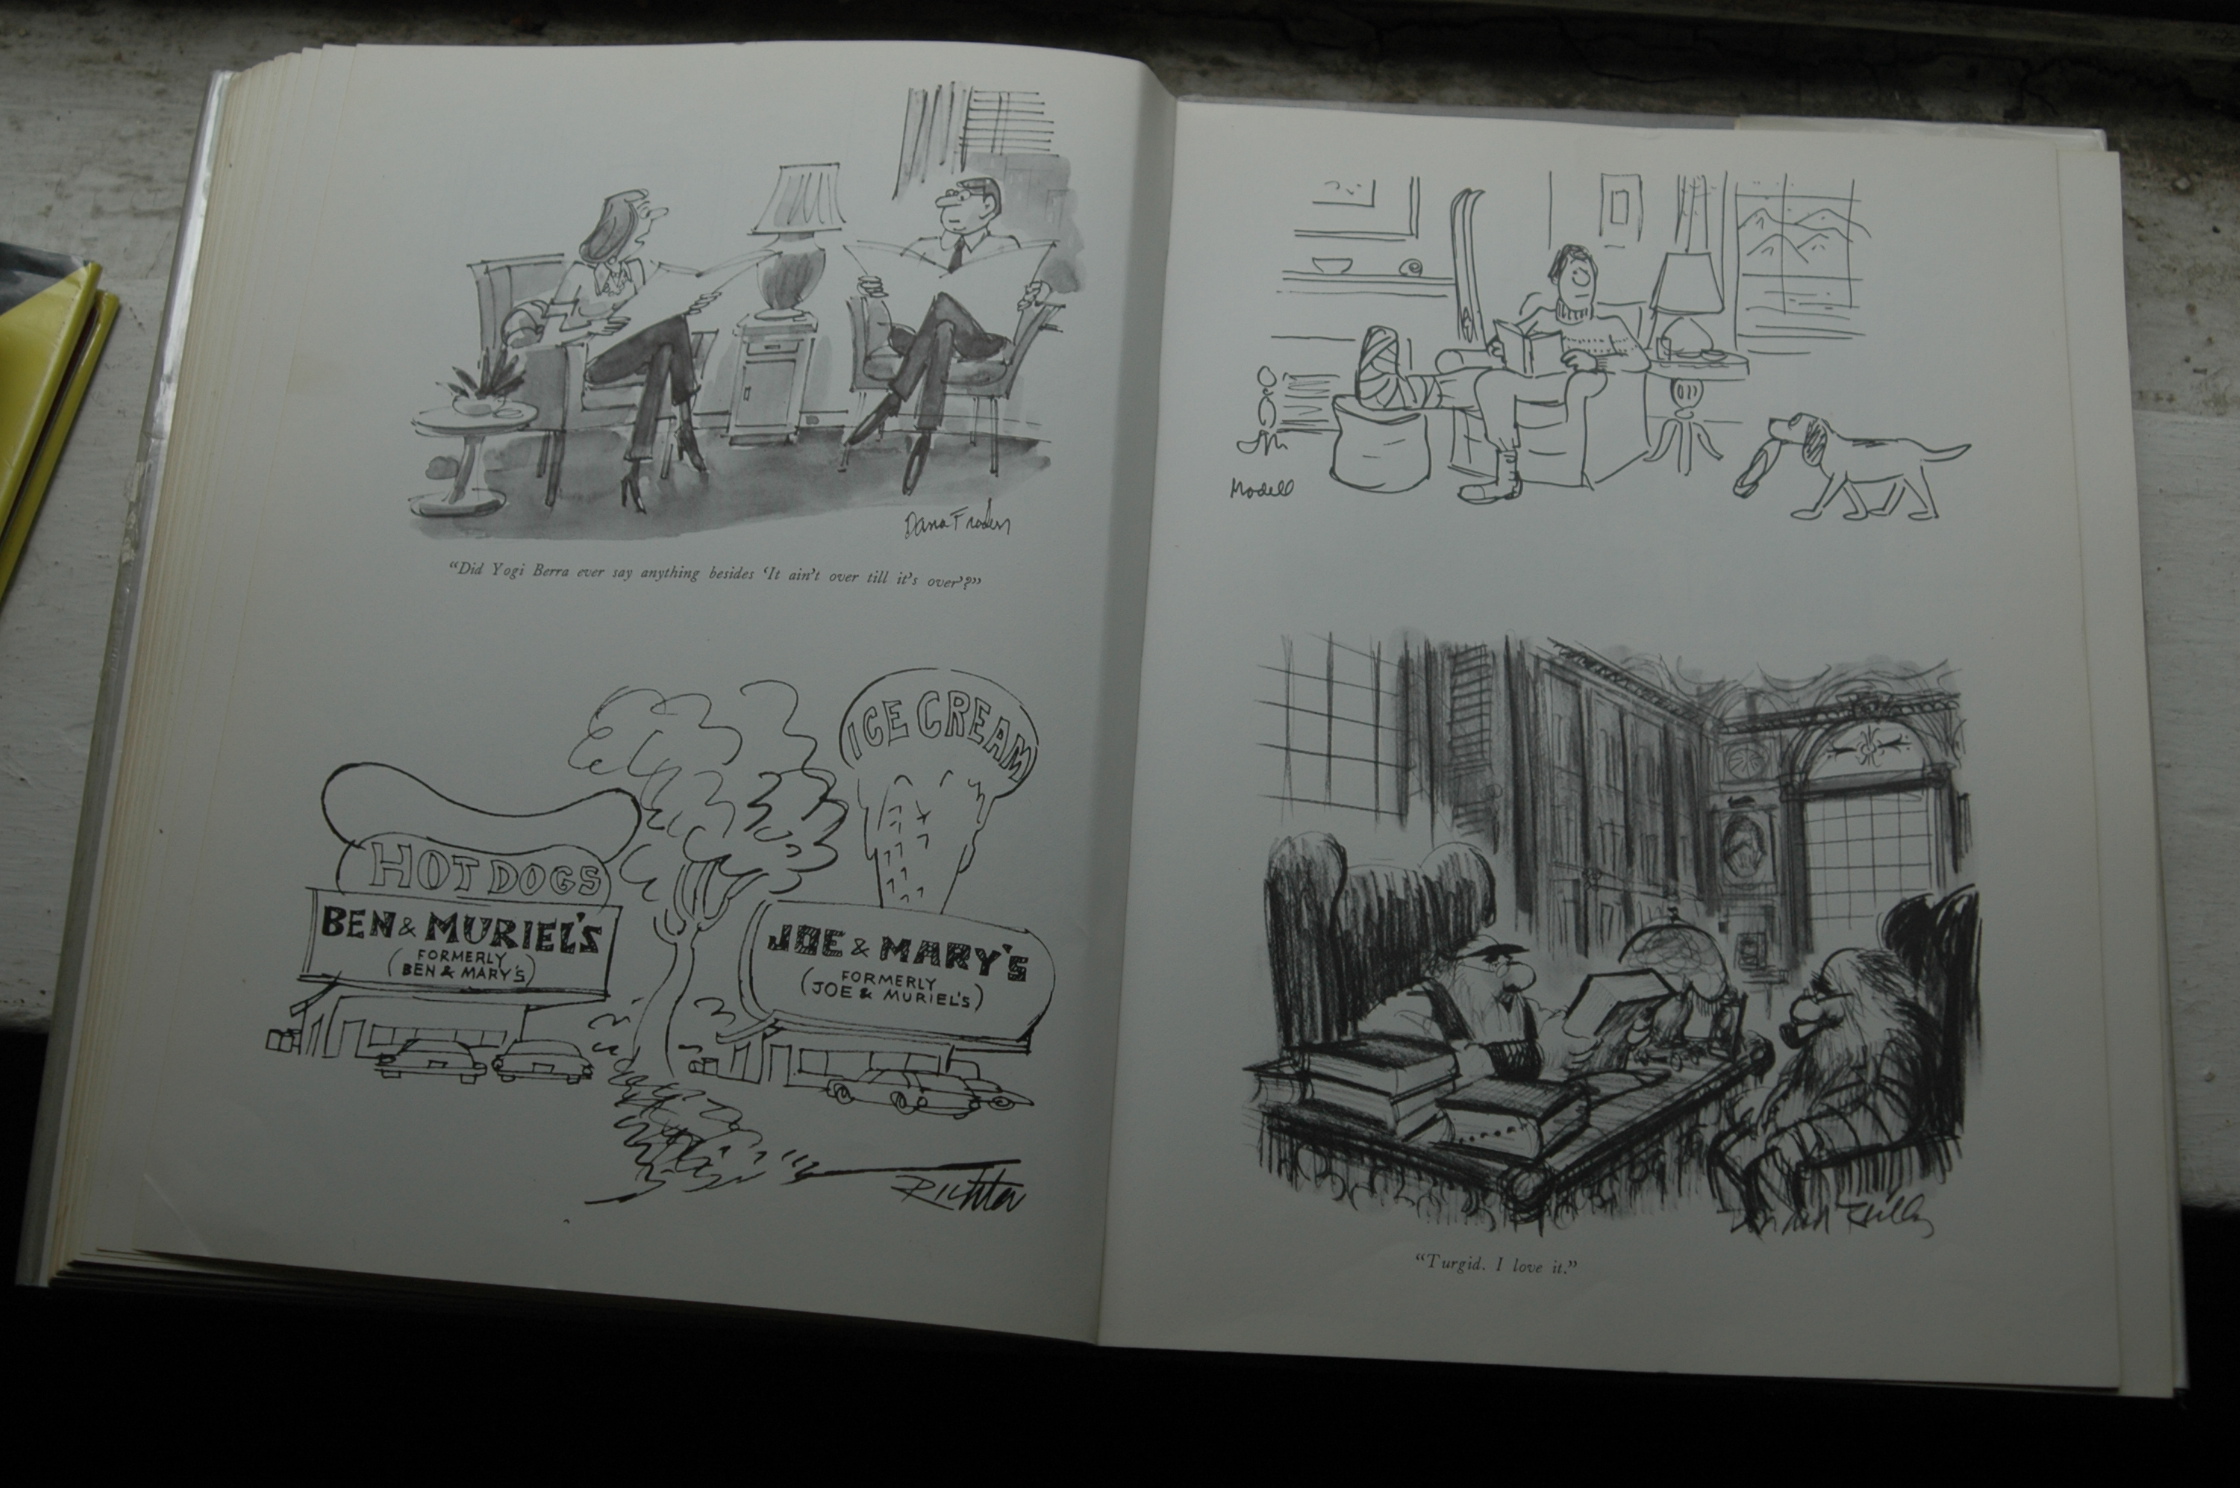 Dana Fradon
“Did Yogi Berra ever say anything besides ‘It ain’t over till it’s over’?”
ICE CREAM
HOT DOGS
BEN & MURIEL'S
(FORMERLY
BEN & MARY'S)
JOE & MARY'S
(FORMERLY
JOE & MURIEL'S)
Richter
Modell
“Turgid. I love it.”